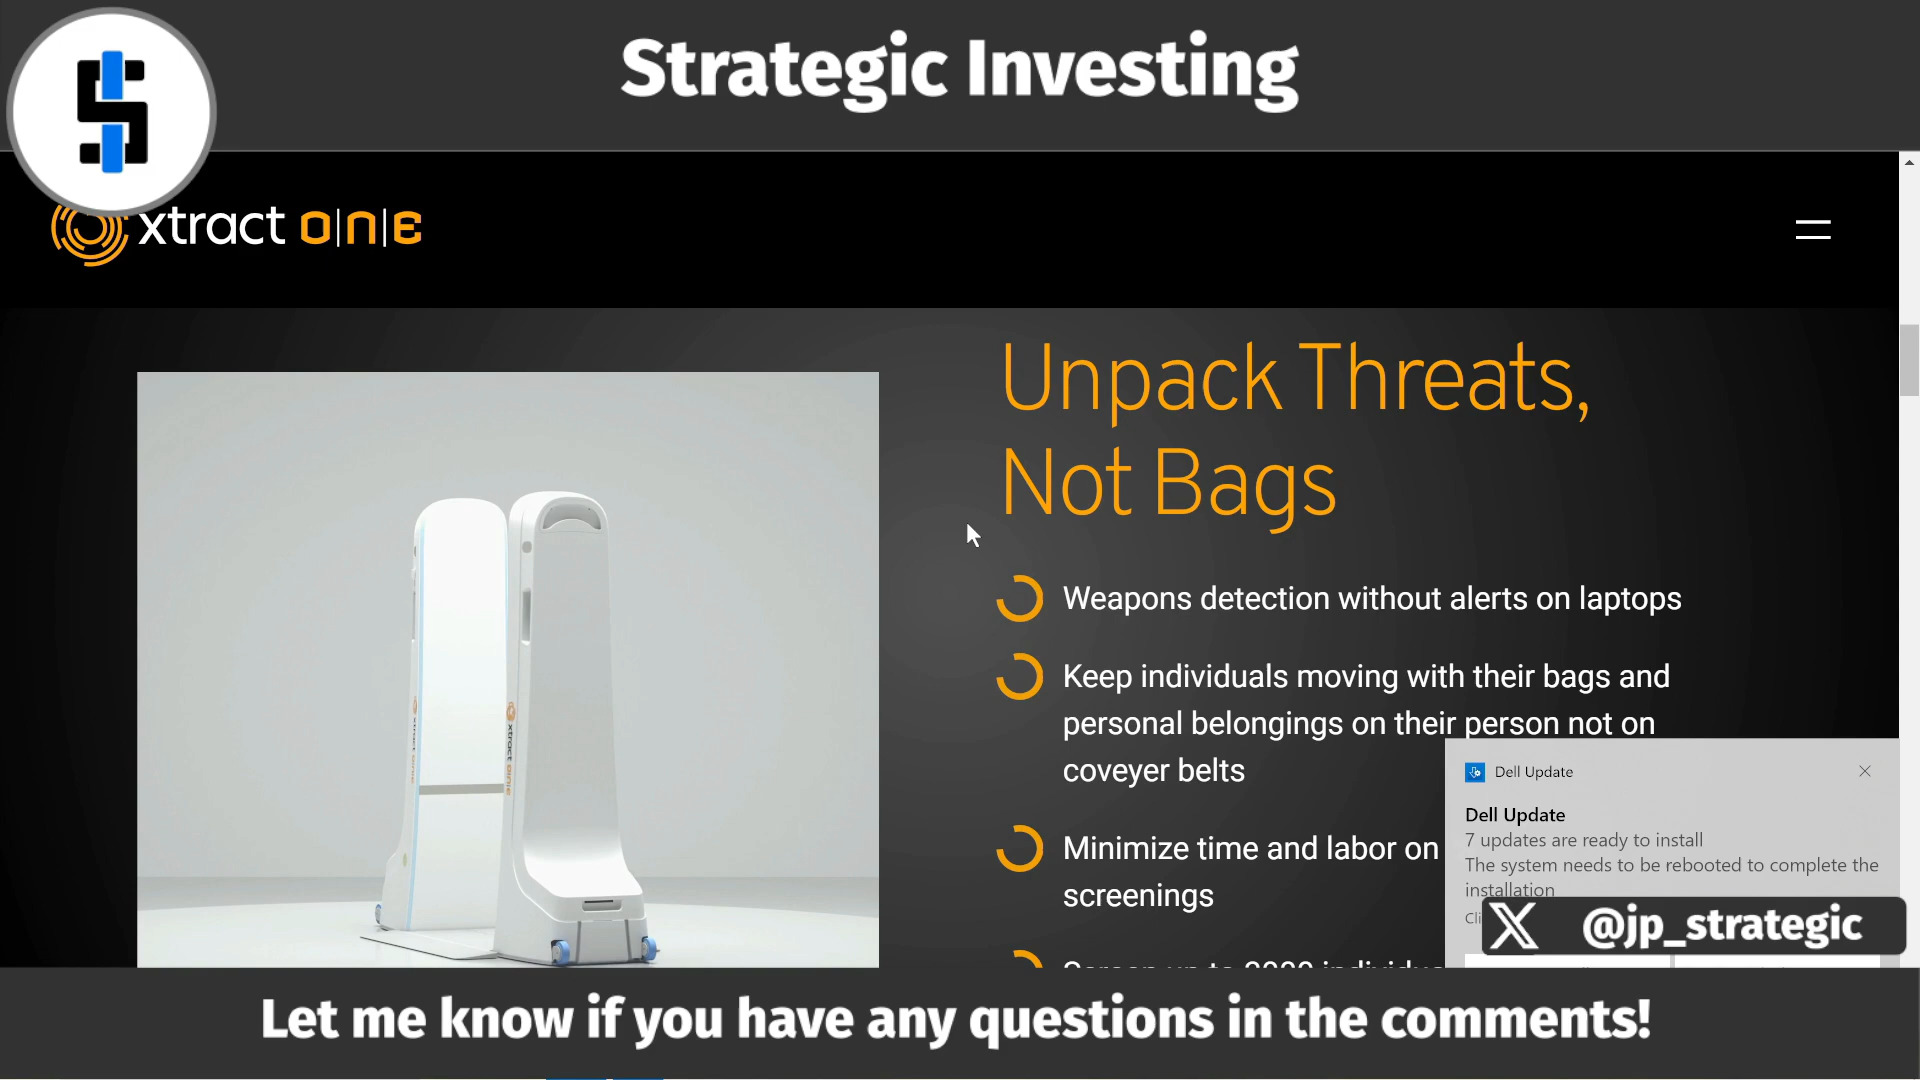 Strategic Investing
xtract O|N|E
Unpack Threats,
Not Bags
Weapons detection without alerts on laptops
Keep individuals moving with their bags and
personal belongings on their person not on
coveyer belts
Minimize time and labor on
screenings
Dell Update
Dell Update
7 updates are ready to install
The system needs to be rebooted to complete the
installation
@jp_strategic
Let me know if you have any questions in the comments!